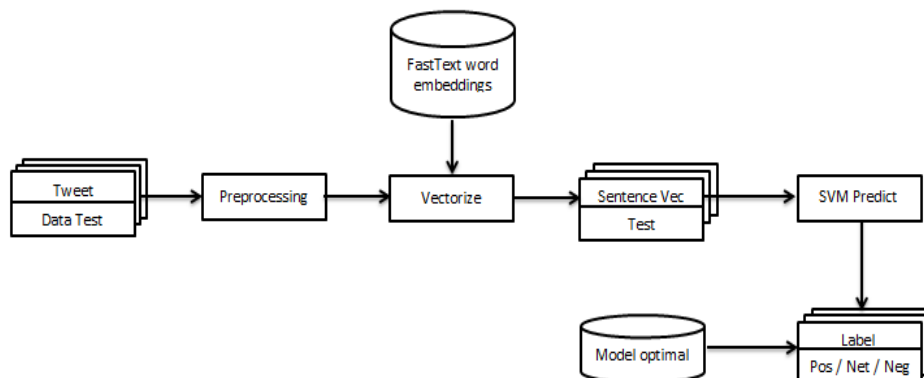 FastText word
embeddings
Tweet
Data Test
Preprocessing
Vectorize
Sentence Vec
Test
SVM Predict
Model optimal
Label
Pos / Net / Neg